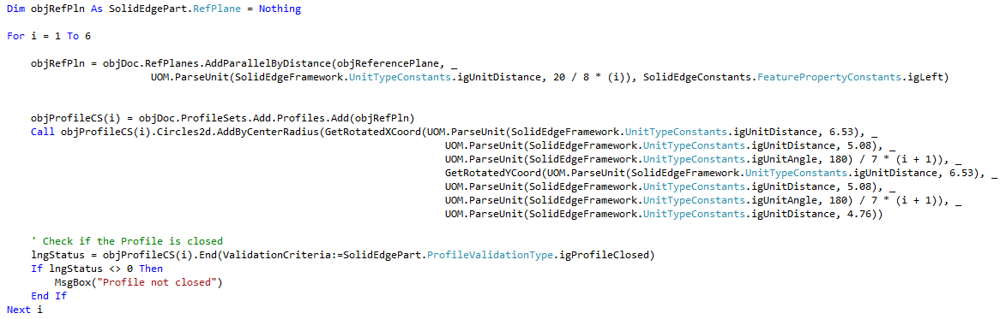 Dim objRefPln As SolidEdgePart.RefPlane = Nothing
For i = 1 To 6
objRefPln = objDoc.RefPlanes.AddParallelByDistance(objReferencePlane, _
UOM.ParseUnit(SolidEdgeFramework.UnitTypeConstants.igUnitDistance, 20 / 8 * (i)), SolidEdgeConstants.FeaturePropertyConstants.igLeft)
objProfileCS(i) = objDoc.ProfileSets.Add.Profiles.Add(objRefPln)
Call objProfileCS(i).Circles2d.AddByCenterRadius(GetRotatedXCoord(UOM.ParseUnit(SolidEdgeFramework.UnitTypeConstants.igUnitDistance, 6.53), _
UOM.ParseUnit(SolidEdgeFramework.UnitTypeConstants.igUnitDistance, 5.08), _
UOM.ParseUnit(SolidEdgeFramework.UnitTypeConstants.igUnitAngle, 180) / 7 * (i + 1)), _
GetRotatedYCoord(UOM.ParseUnit(SolidEdgeFramework.UnitTypeConstants.igUnitDistance, 6.53), _
UOM.ParseUnit(SolidEdgeFramework.UnitTypeConstants.igUnitDistance, 5.08), _
UOM.ParseUnit(SolidEdgeFramework.UnitTypeConstants.igUnitAngle, 180) / 7 * (i + 1)), _
UOM.ParseUnit(SolidEdgeFramework.UnitTypeConstants.igUnitDistance, 4.76))
' Check if the Profile is closed
lngStatus = objProfileCS(i).End(ValidationCriteria:=SolidEdgePart.ProfileValidationType.igProfileClosed)
If lngStatus <> 0 Then
MsgBox("Profile not closed")
End If
Next i